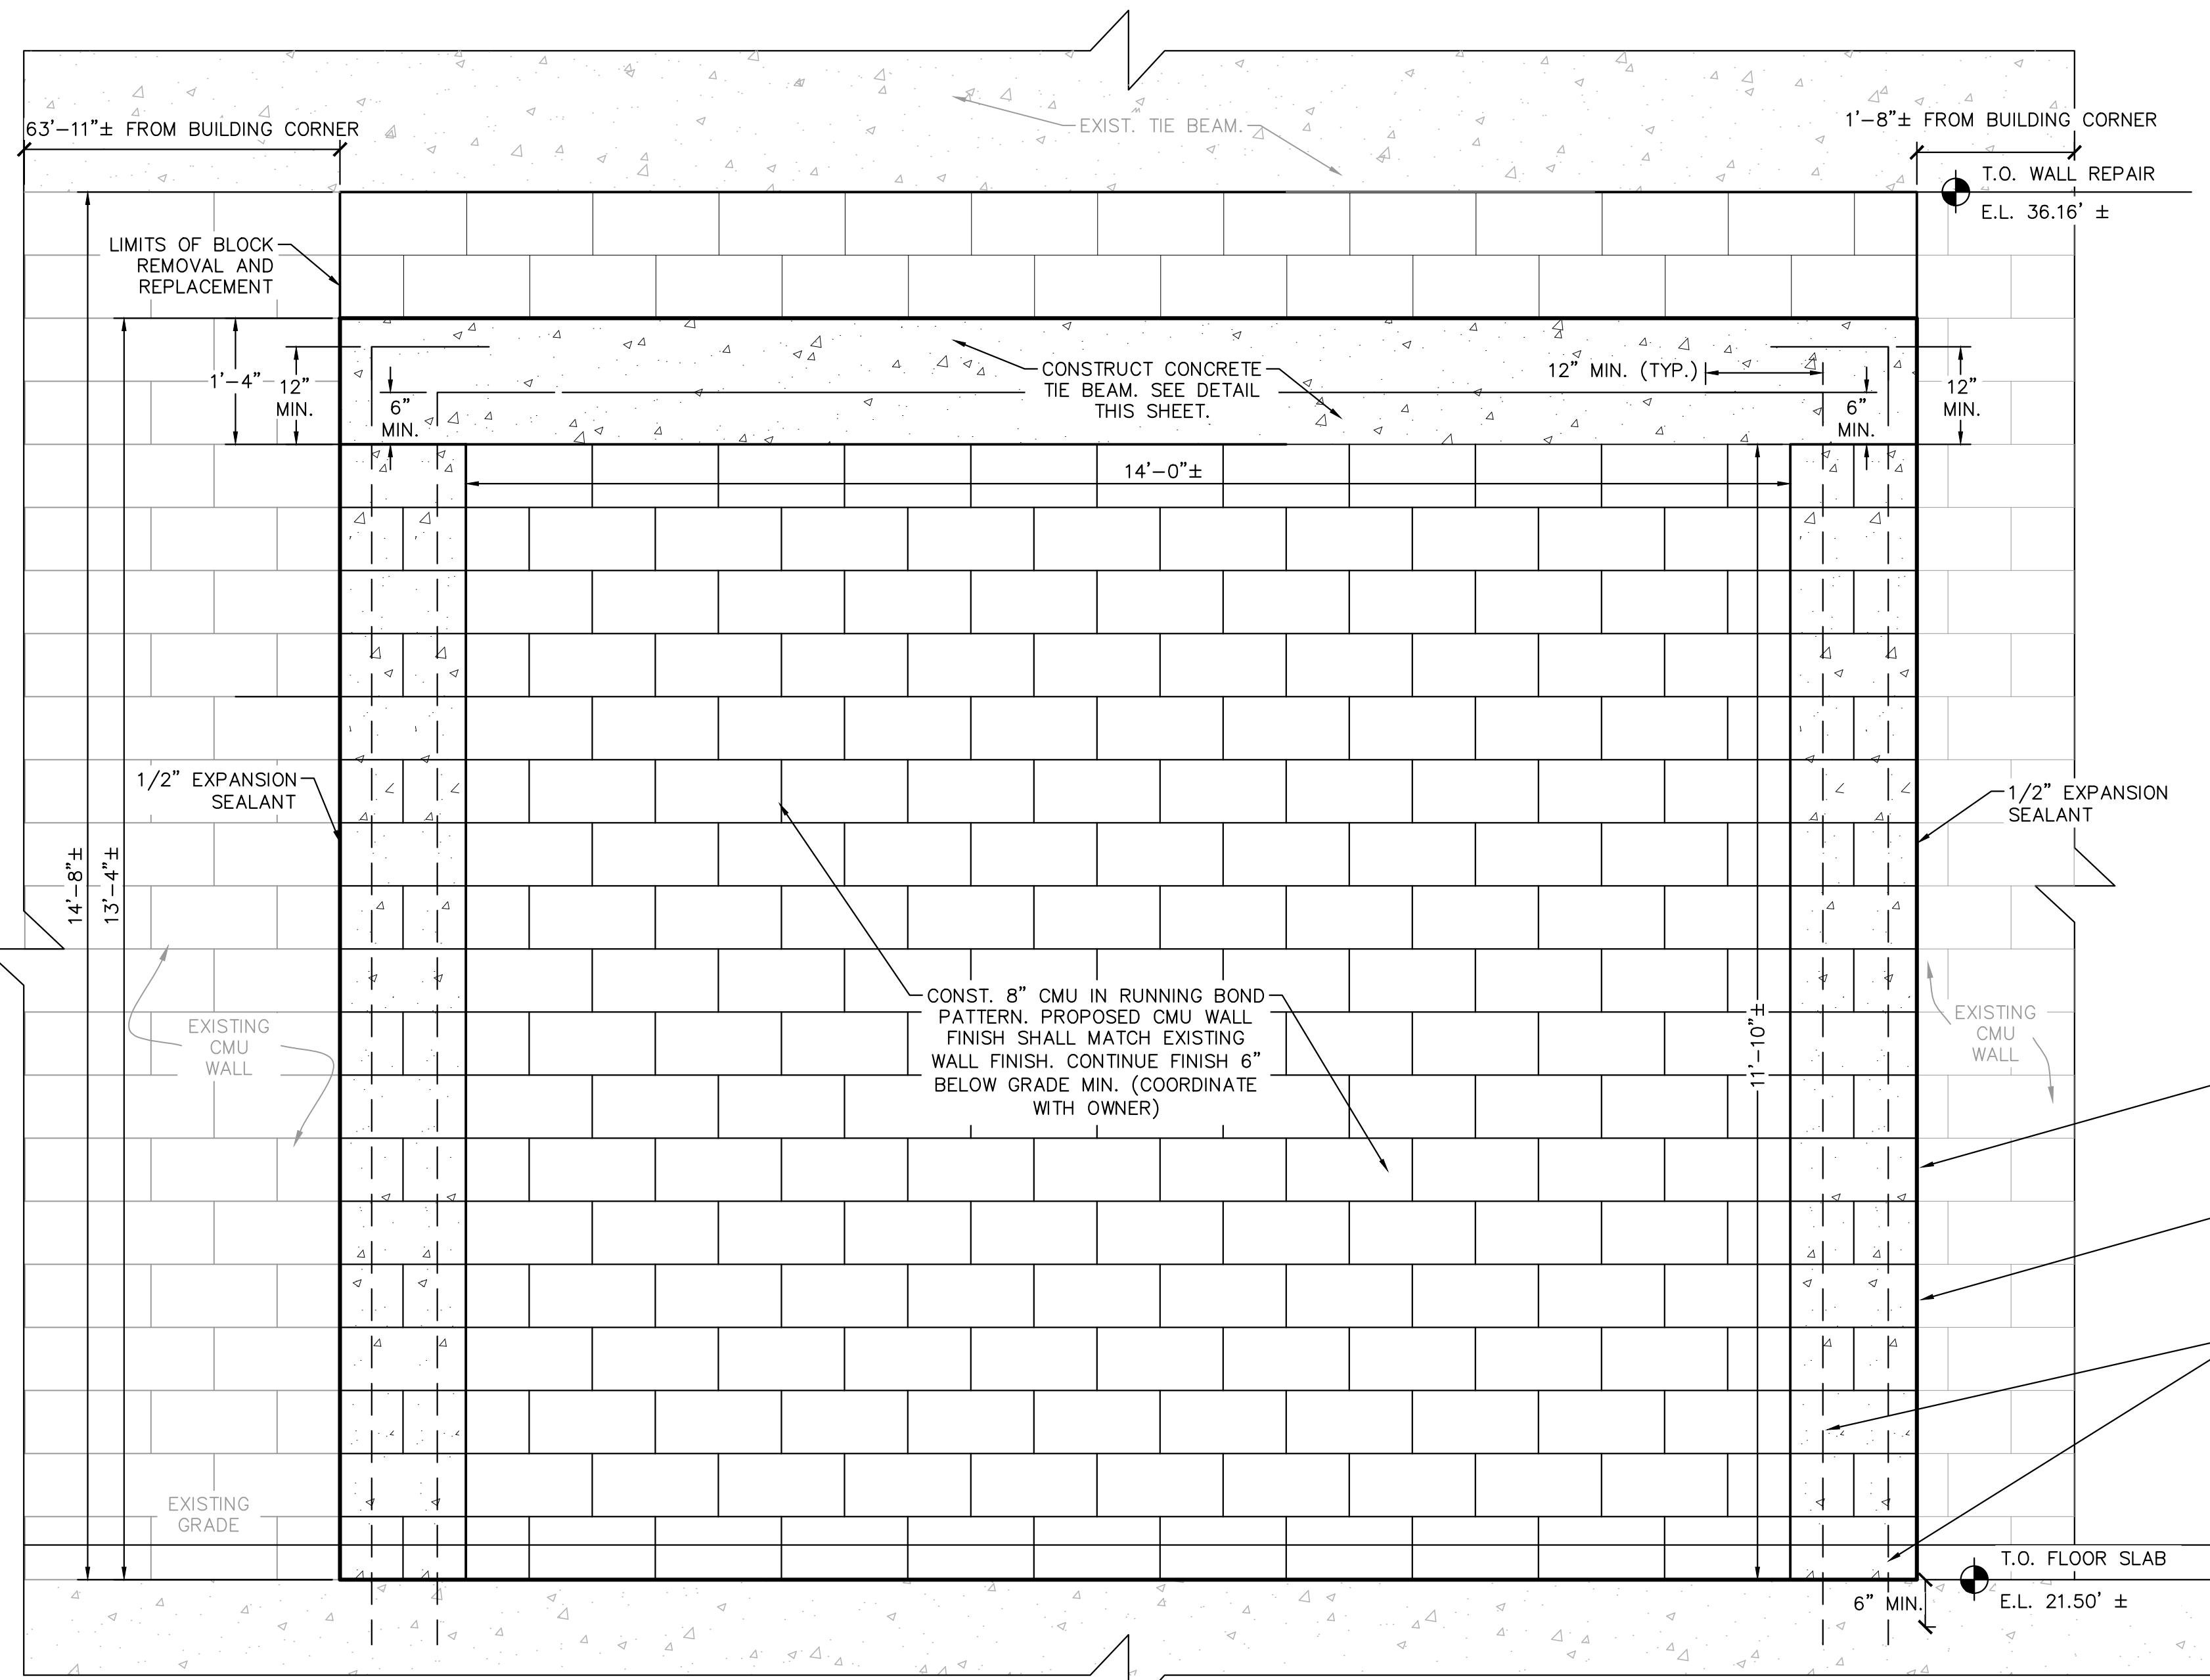 EXIST. TIE BEAM.
63'-11"± FROM BUILDING CORNER
1'-8"± FROM BUILDING CORNER
T.O. WALL REPAIR
E.L. 36.16' ±
LIMITS OF BLOCK
REMOVAL AND
REPLACEMENT
1'-4"
12"
MIN.
6"
MIN.
CONSTRUCT CONCRETE
TIE BEAM. SEE DETAIL
THIS SHEET.
12" MIN. (TYP.)
6"
MIN.
12"
MIN.
14'-0"±
1/2" EXPANSION
SEALANT
1/2" EXPANSION
SEALANT
14'-8"±
13'-4"±
EXISTING
CMU
WALL
CONST. 8" CMU IN RUNNING BOND
PATTERN. PROPOSED CMU WALL
FINISH SHALL MATCH EXISTING
WALL FINISH. CONTINUE FINISH 6"
BELOW GRADE MIN. (COORDINATE
WITH OWNER)
11'-10"±
EXISTING
CMU
WALL
EXISTING
GRADE
T.O. FLOOR SLAB
E.L. 21.50' ±
6" MIN.